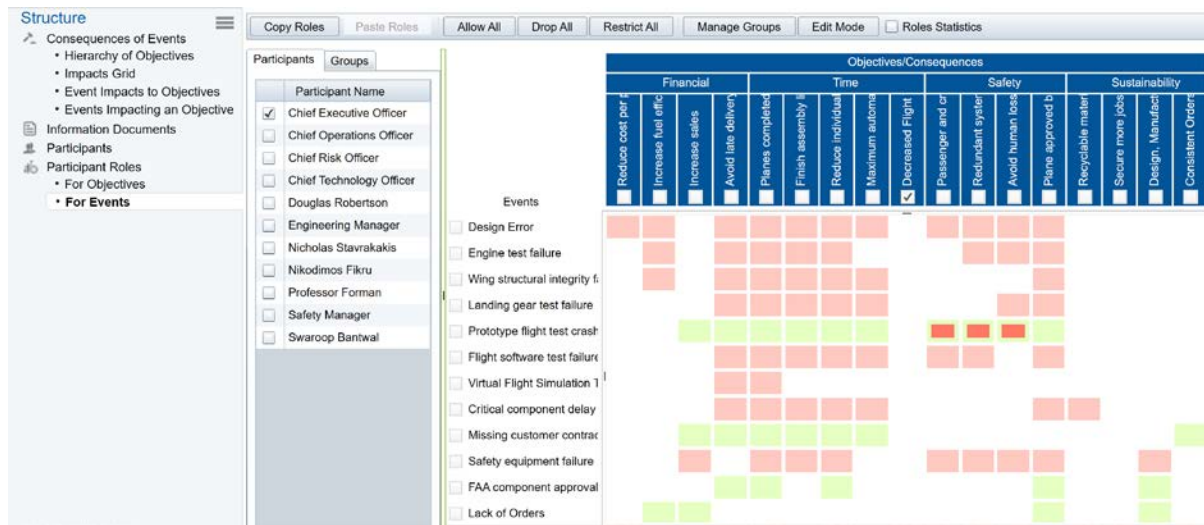 Structure
Consequences of Events
• Hierarchy of Objectives
• Impacts Grid
• Event Impacts to Objectives
• Events Impacting an Objective
Information Documents
Participants
Participant Roles
• For Objectives
• For Events
Copy Roles Paste Roles Allow All Drop All Restrict All Manage Groups Edit Mode Roles Statistics
Participants Groups
Participant Name
Chief Executive Officer
Chief Operations Officer
Chief Risk Officer
Chief Technology Officer
Douglas Robertson
Engineering Manager
Nicholas Stavrakakis
Nikodimos Fikru
Professor Forman
Safety Manager
Swaroop Bantwal
Objectives/Consequences
Financial Time Safety Sustainability
Reduce cost per
Increase fuel effic
Increase sales
Avoid late delivery
Planes completed
Finish assembly li
Reduce individual
Maximum automa
Decreased Flight
Passenger and cr
Redundant system
Avoid human loss
Plane approved b
Recyclable mater
Secure more jobs
Design, Manufact
Consistent Orders
Events
Design Error
Engine test failure
Wing structural integrity fa
Landing gear test failure
Prototype flight test crash
Flight software test failure
Virtual Flight Simulation T
Critical component delay
Missing customer contrac
Safety equipment failure
FAA component approval
Lack of Orders